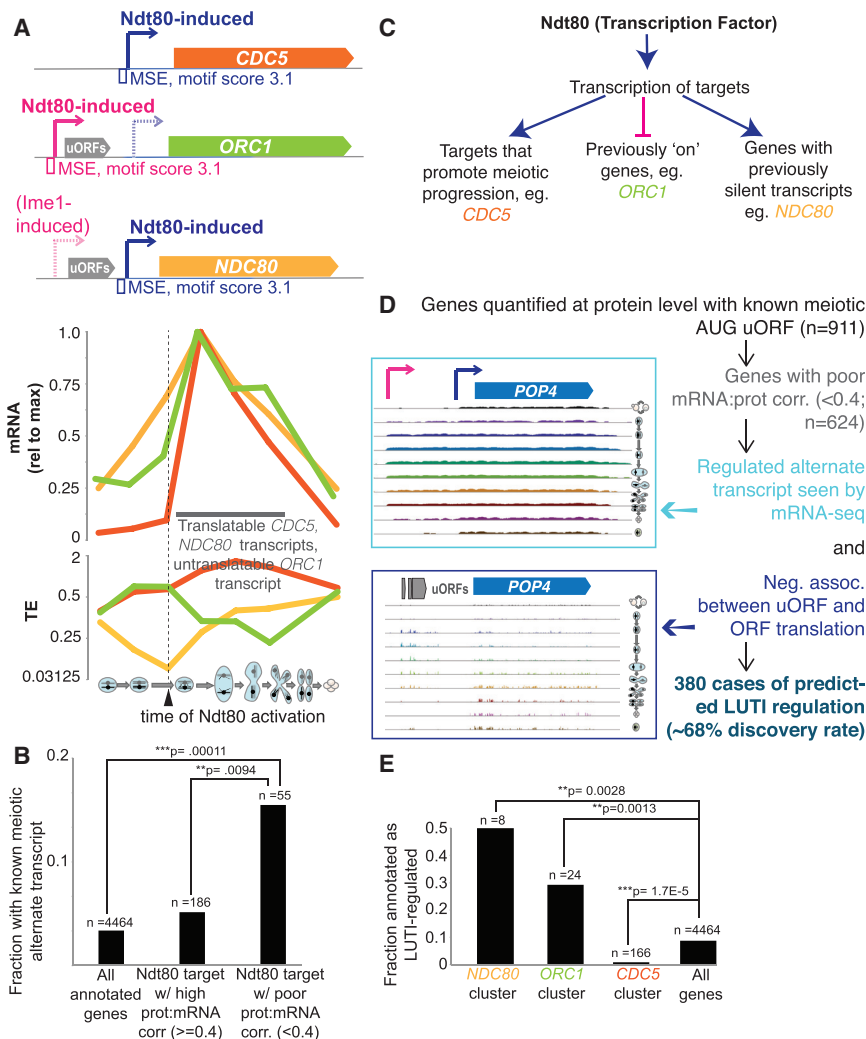 A
Ndt80-induced
CDC5
MSE, motif score 3.1
Ndt80-induced
uORFs
ORC1
MSE, motif score 3.1
(Ime1-
induced)
Ndt80-induced
uORFs
NDC80
MSE, motif score 3.1
mRNA
(rel to max)
1.0
0.75
0.5
0.25
0
Translatable CDC5,
NDC80 transcripts,
untranslatable ORC1
transcript
TE
2
0.5
0.25
0.03125
time of Ndt80 activation
B
Fraction with known meiotic
alternate transcript
0.2
0.1
***p= .00011
**p= .0094
n =55
n =186
n =4464
All
annotated
genes
Ndt80 target
w/ high
prot:mRNA
corr (>=0.4)
Ndt80 target
w/ poor
prot:mRNA
corr. (<0.4)
C
Ndt80 (Transcription Factor)
Transcription of targets
Targets that
promote meiotic
progression, eg.
CDC5
Previously ‘on’
genes, eg.
ORC1
Genes with
previously
silent transcripts
eg. NDC80
D
Genes quantified at protein level with known meiotic
AUG uORF (n=911)
Genes with poor
mRNA:prot corr. (<0.4;
n=624)
Regulated alternate
transcript seen by
mRNA-seq
and
Neg. assoc.
between uORF and
ORF translation
380 cases of predict-
ed LUTI regulation
(~68% discovery rate)
POP4
uORFs
POP4
E
Fraction annotated as
LUTI-regulated
0.5
0.4
0.3
0.2
0.1
0
**p= 0.0028
**p=0.0013
***p= 1.7E-5
n =8
n =24
n =166
n =4464
NDC80
cluster
ORC1
cluster
CDC5
cluster
All
genes